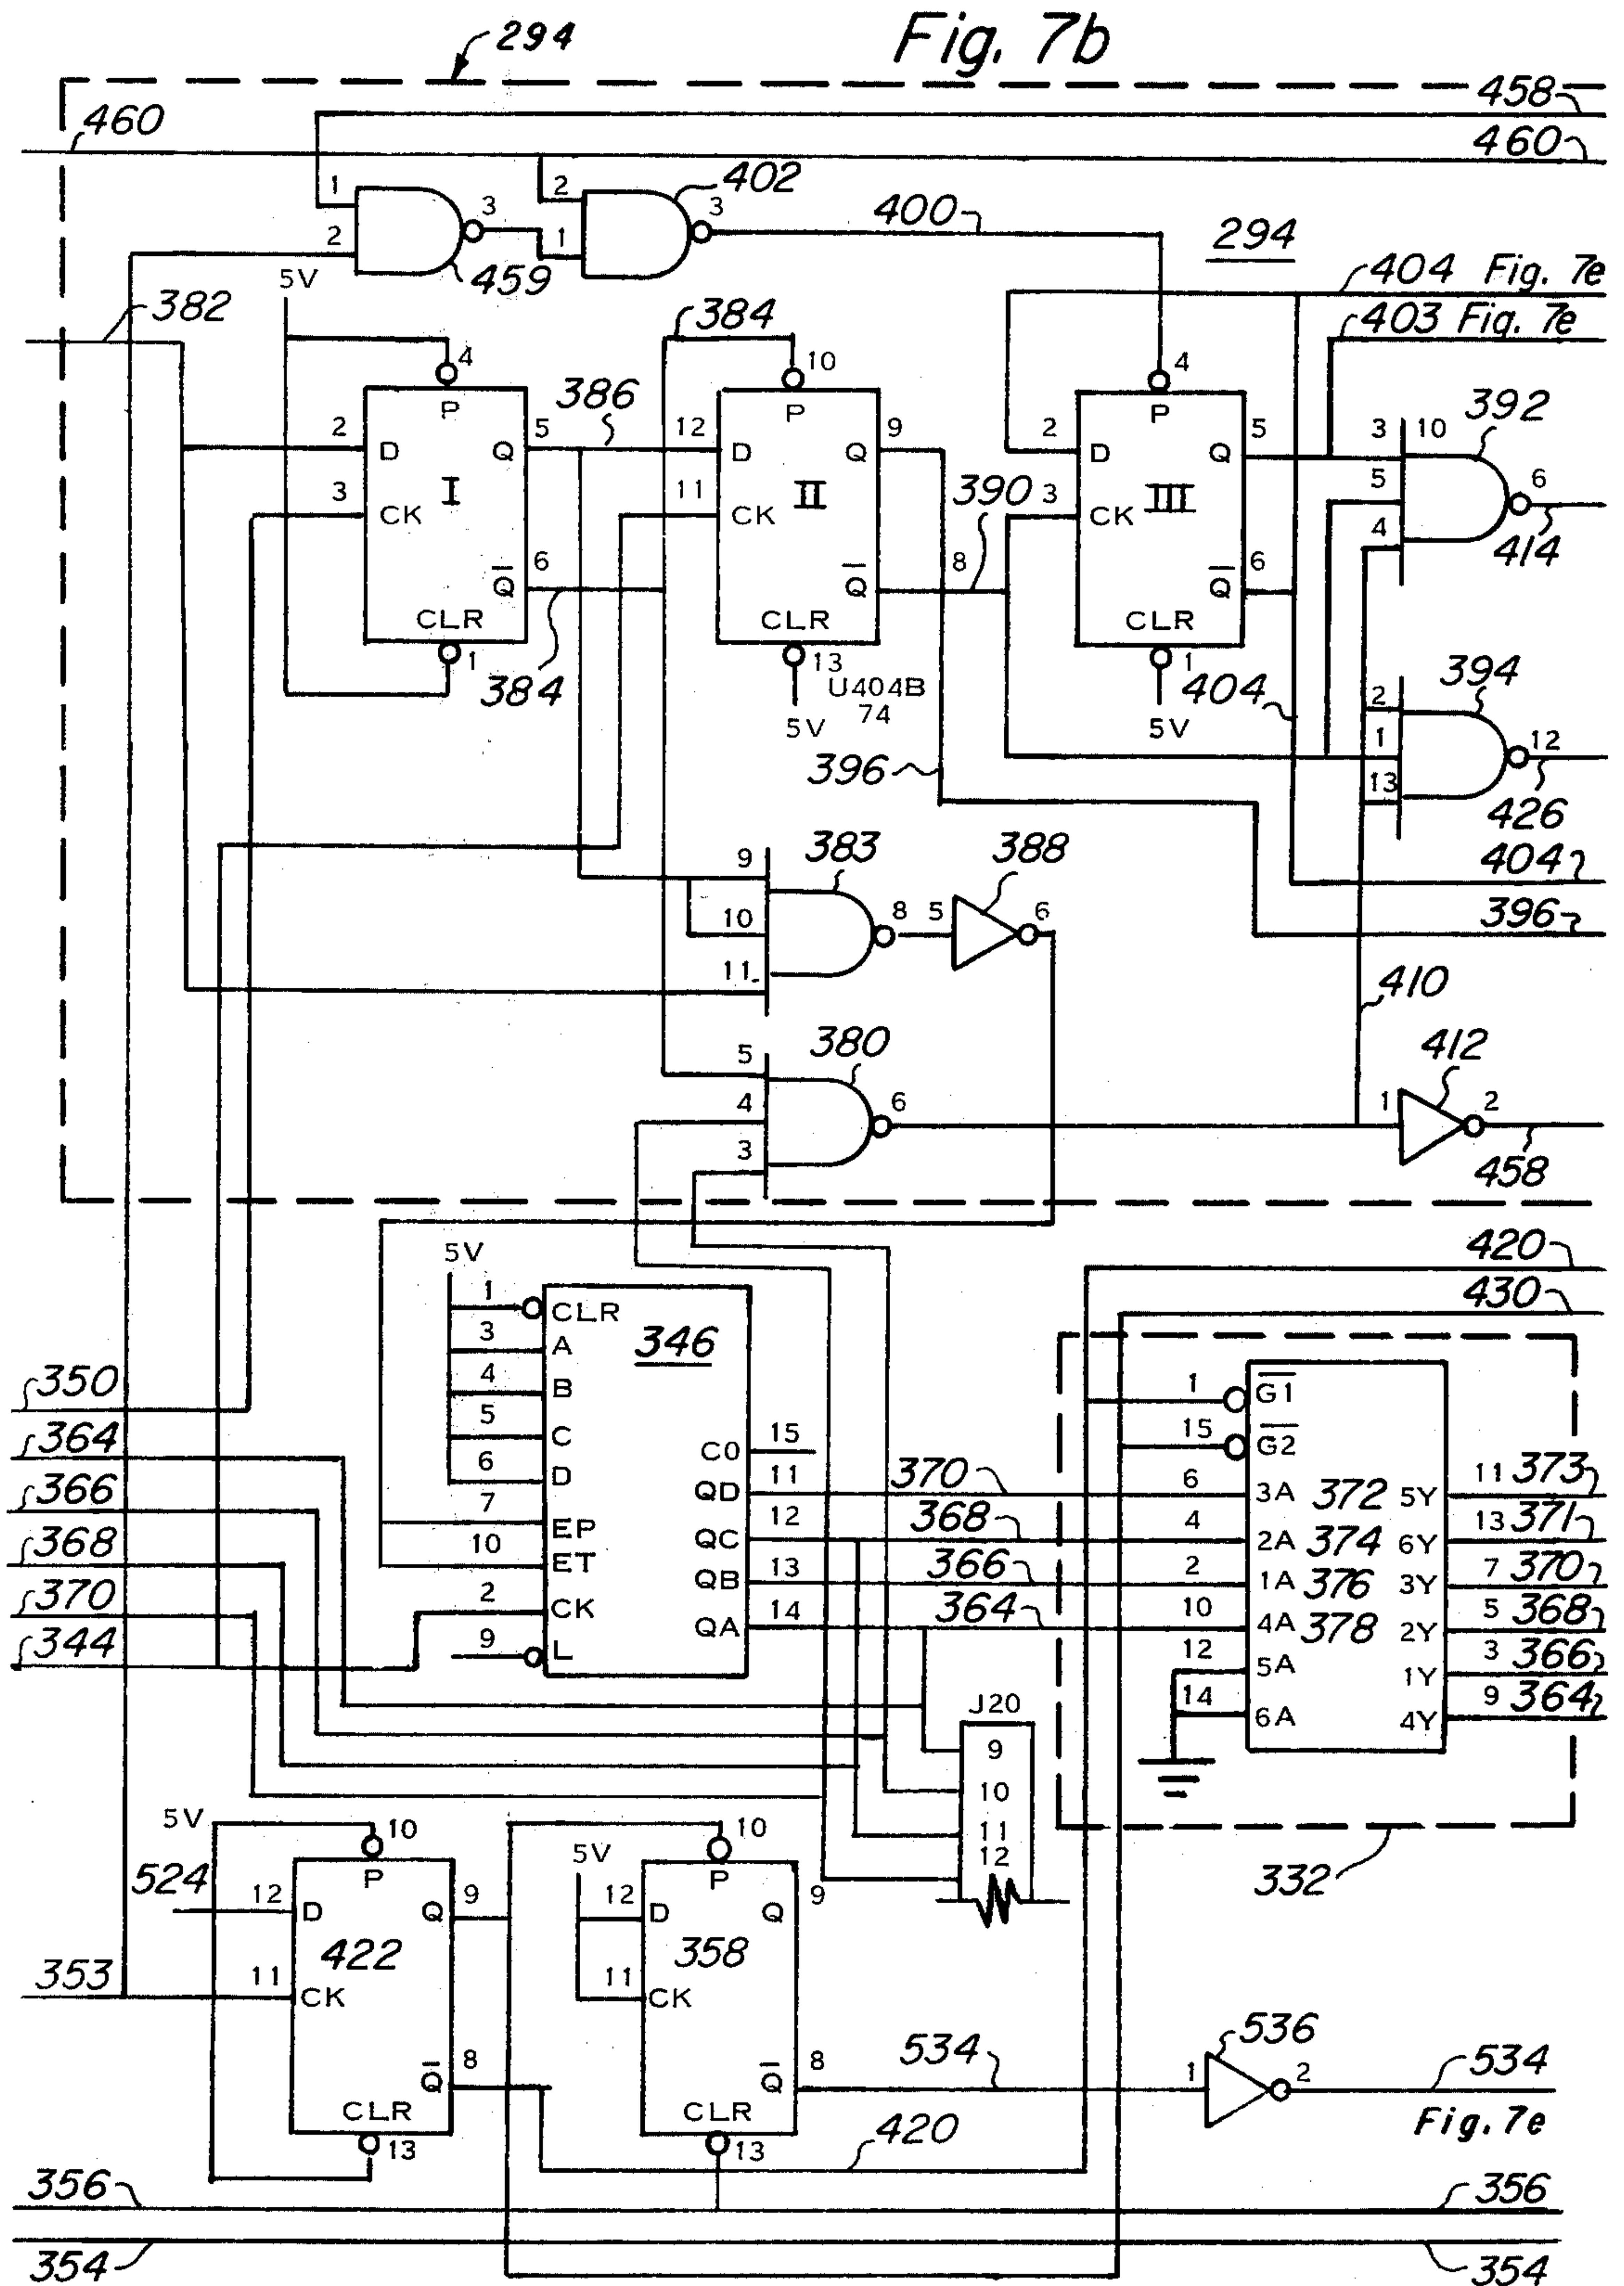 Fig. 7b
294
458
460
460
1
2
3
459
2
1
3
402
400
294
404 Fig. 7e
403 Fig. 7e
5V
382
384
4
P
10
P
4
P
386
392
2
D
Q
5
12
D
Q
9
2
D
Q
5
3
10
5
4
6
414
3
CK
I
11
CK
II
390
3
CK
III
Q
6
Q
8
Q
6
CLR
1
CLR
13
CLR
1
384
U404B
74
5V
5V
404
394
2
1
13
12
426
396
404
396
383
388
9
10
11
8
5
6
410
380
5
4
3
6
412
1
2
458
420
430
5V
346
1
CLR
3
A
4
B
5
C
6
D
7
EP
10
ET
2
CK
9
L
C0
15
QD
11
QC
12
QB
13
QA
14
350
364
366
368
370
344
370
368
366
364
1
G1
15
G2
6
3A
372
5Y
11
373
4
2A
374
6Y
13
371
2
1A
376
3Y
7
370
10
4A
378
2Y
5
368
12
5A
1Y
3
366
14
6A
4Y
9
364
J20
9
10
11
12
332
5V
10
P
524
12
D
Q
9
422
353
11
CK
Q
8
CLR
13
5V
10
P
12
D
Q
9
358
11
CK
Q
8
CLR
13
534
536
1
2
534
Fig. 7e
420
356
356
354
354